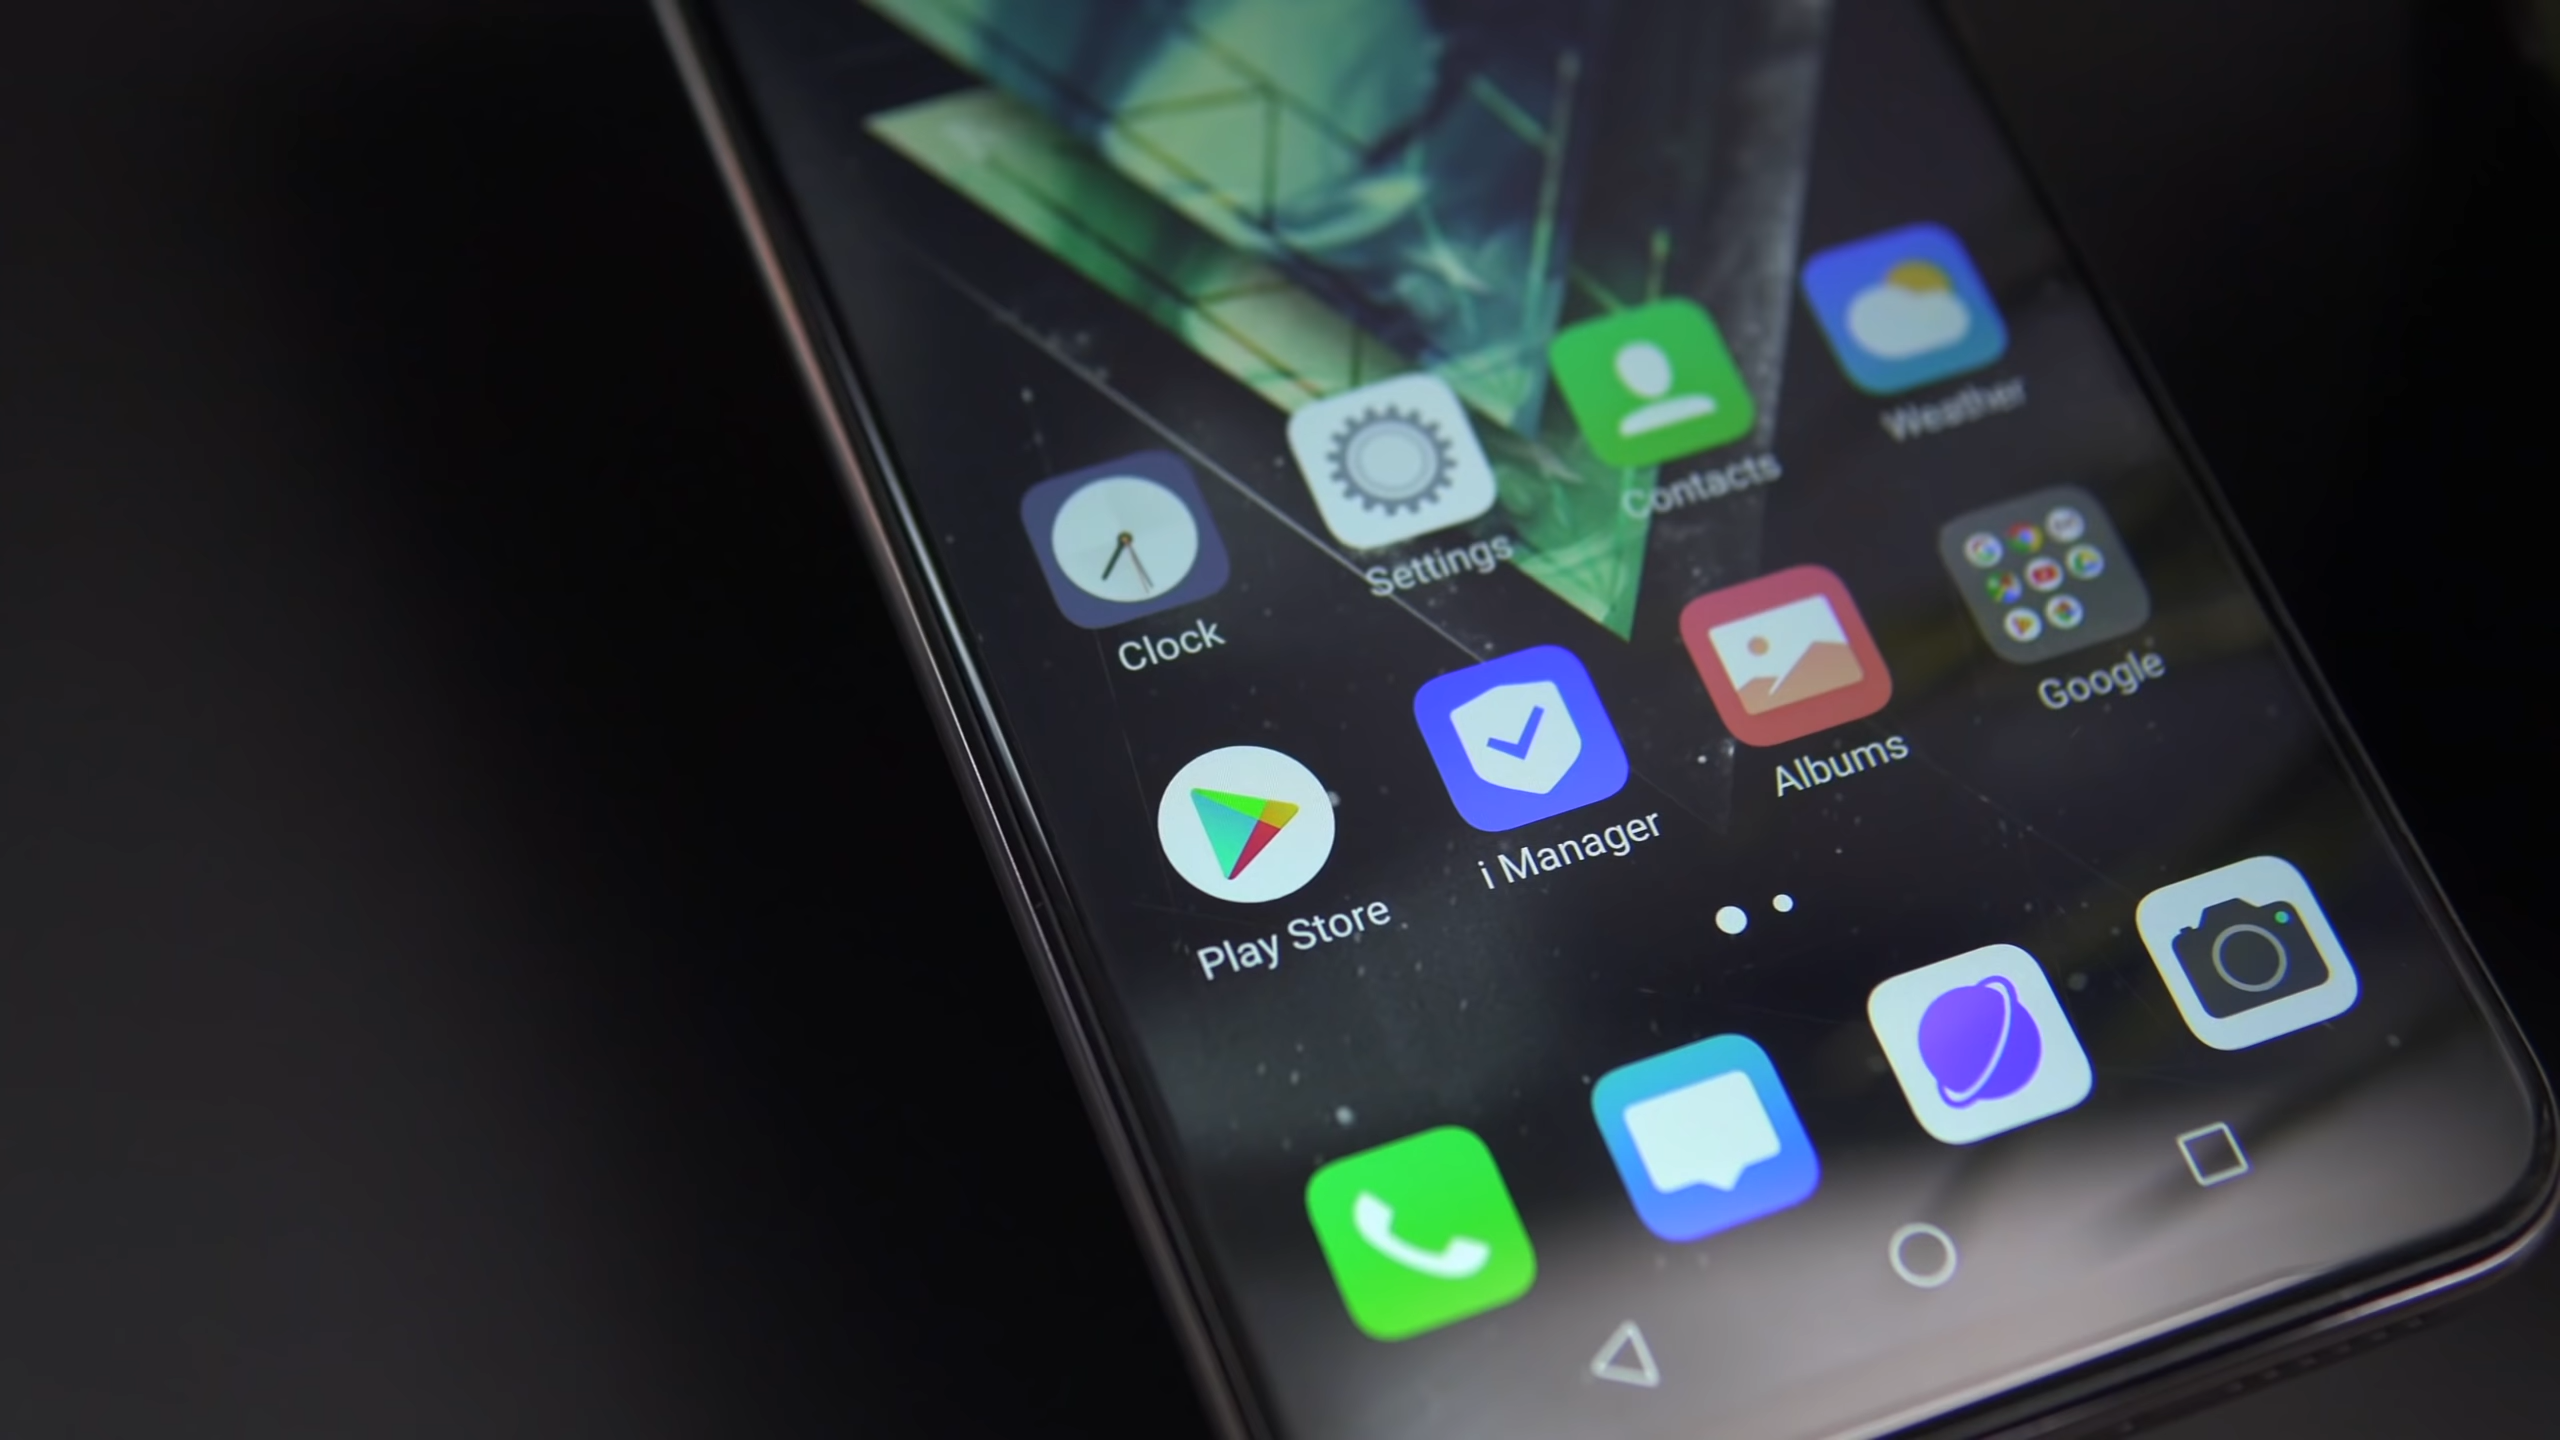 Clock
Settings
Contacts
Weather
Play Store
i Manager
Albums
Google